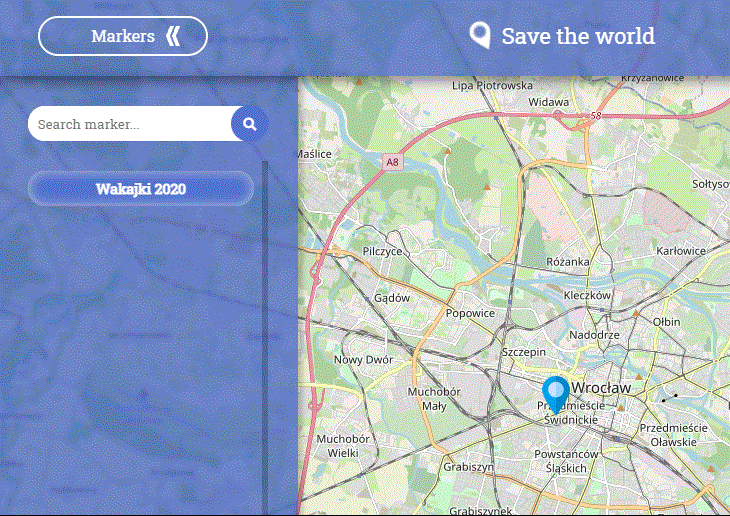 Markers
Save the world
Search marker...
Wakajki 2020
Lipa Piotrowska
Krzyżanowice
Widawa
58
Maślice
A8
Sołtyso
Pilczyce
Karłowice
Różanka
Gądów
Kleczków
Popowice
Ołbin
Nadodrze
Szczepin
Nowy Dwór
Wrocław
Muchobór
Mały
Przedmieście
Świdnickie
Przedmieście
Oławskie
Muchobór
Wielki
Powstańców
Śląskich
Grabiszyn
Grabiszynek